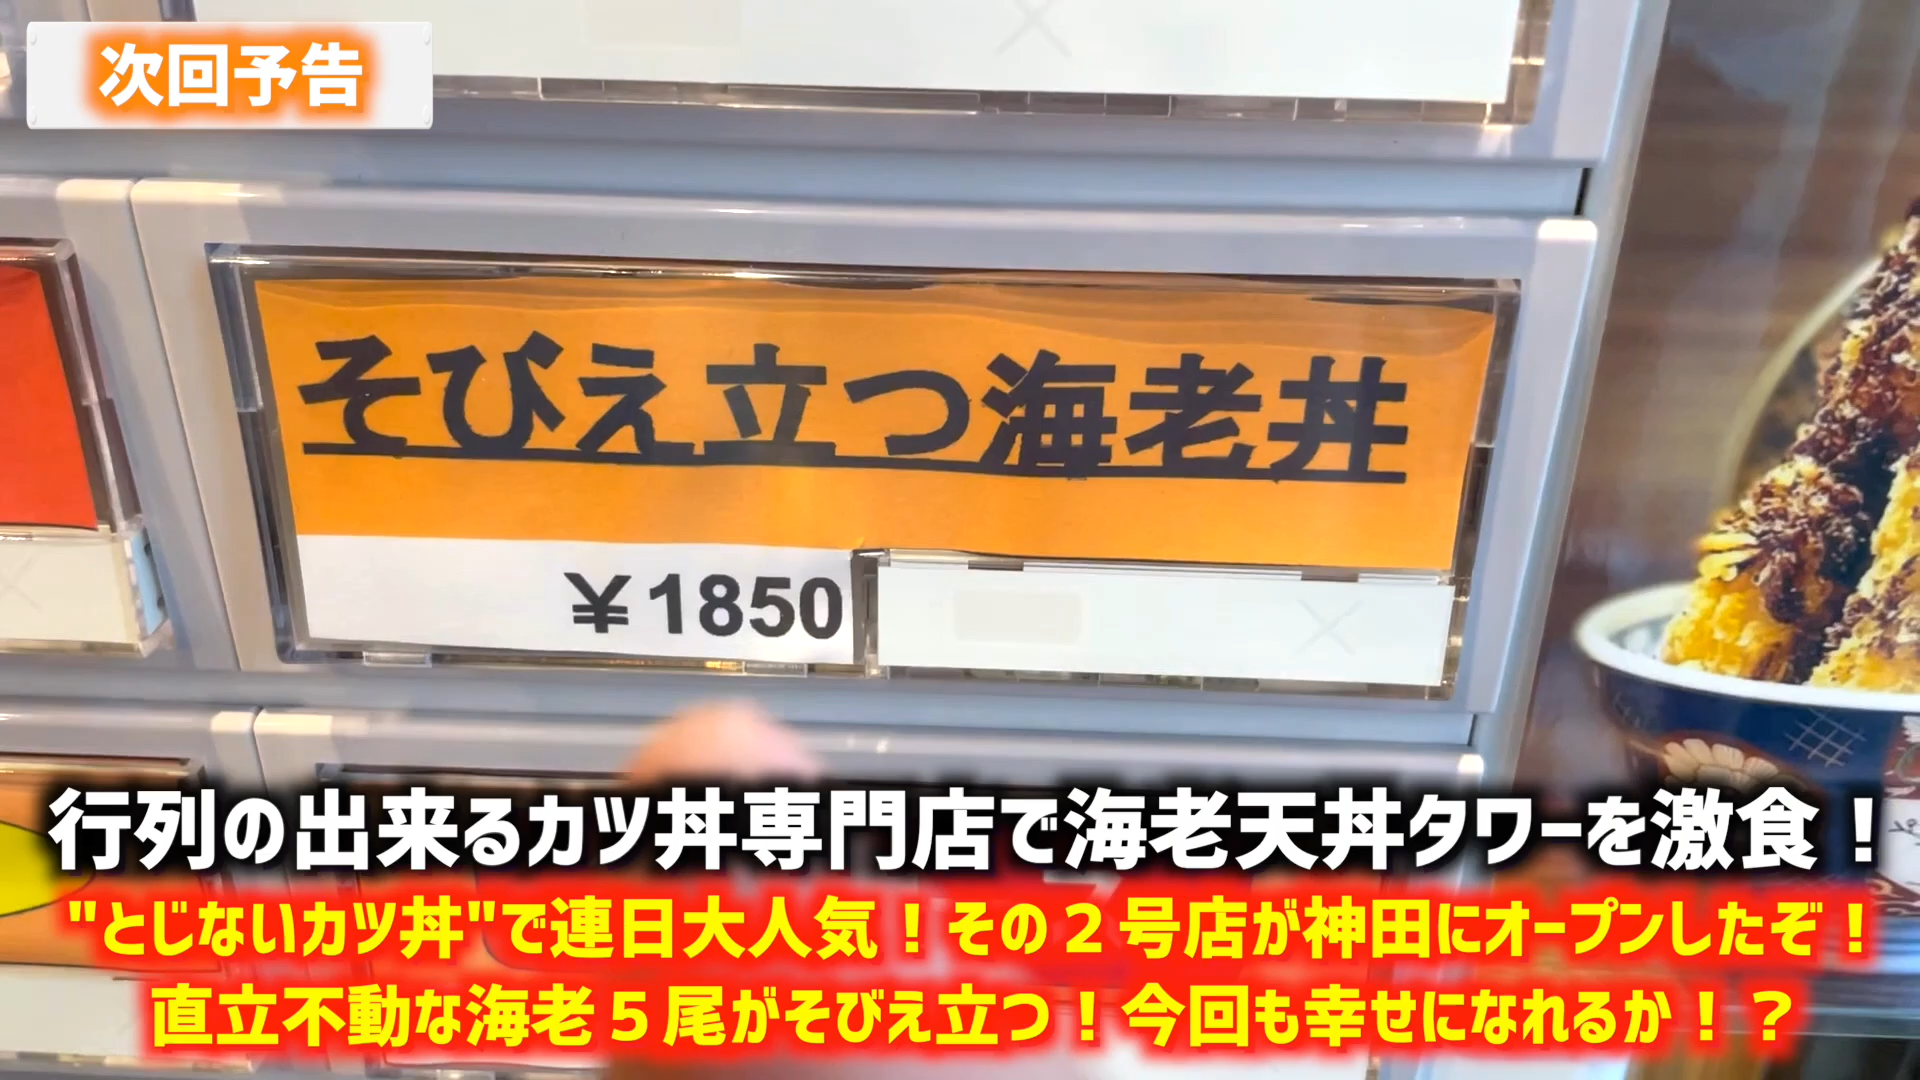 次回予告
そびえ立つ海老丼
￥1850
行列の出来るカツ丼専門店で海老天丼タワーを激食！
"とじないカツ丼"で連日大人気！その２号店が神田にオープンしたぞ！
直立不動な海老５尾がそびえ立つ！今回も幸せになれるか！？